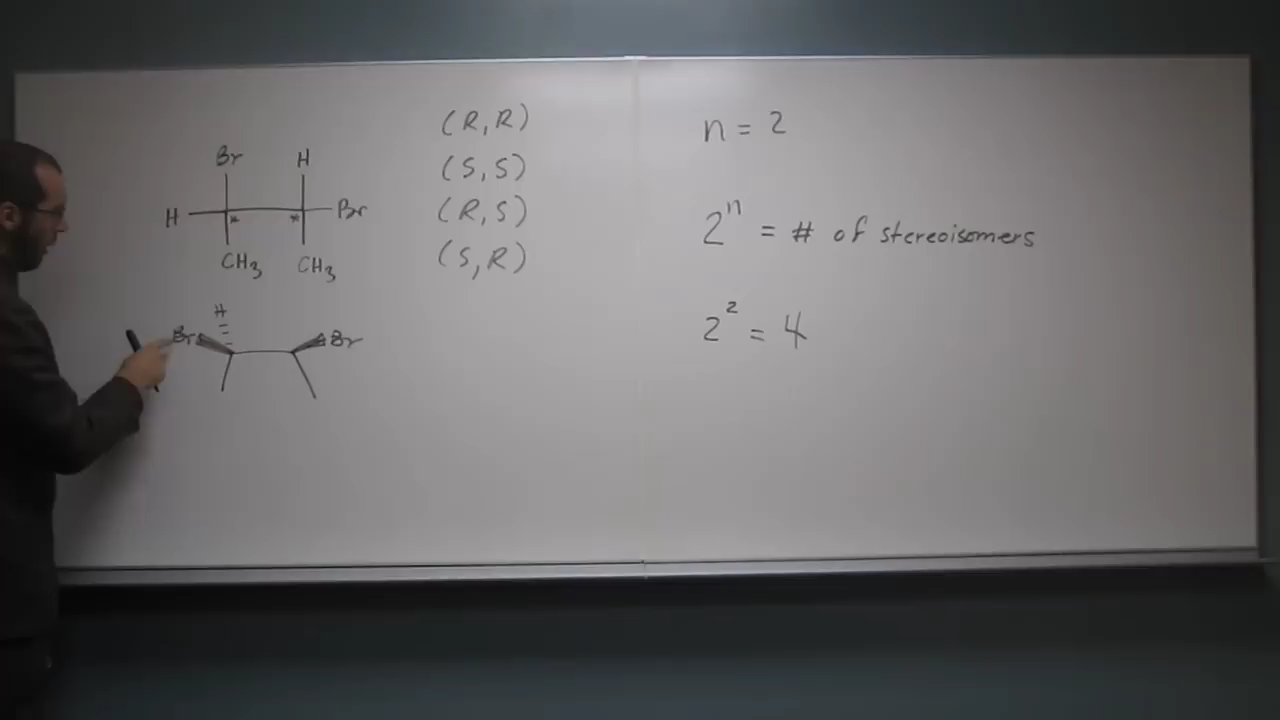 Br H
H * * Br
CH3 CH3
H
Br Br
(R,R)
(S,S)
(R,S)
(S,R)
n = 2
2^n = # of stereoisomers
2^2 = 4